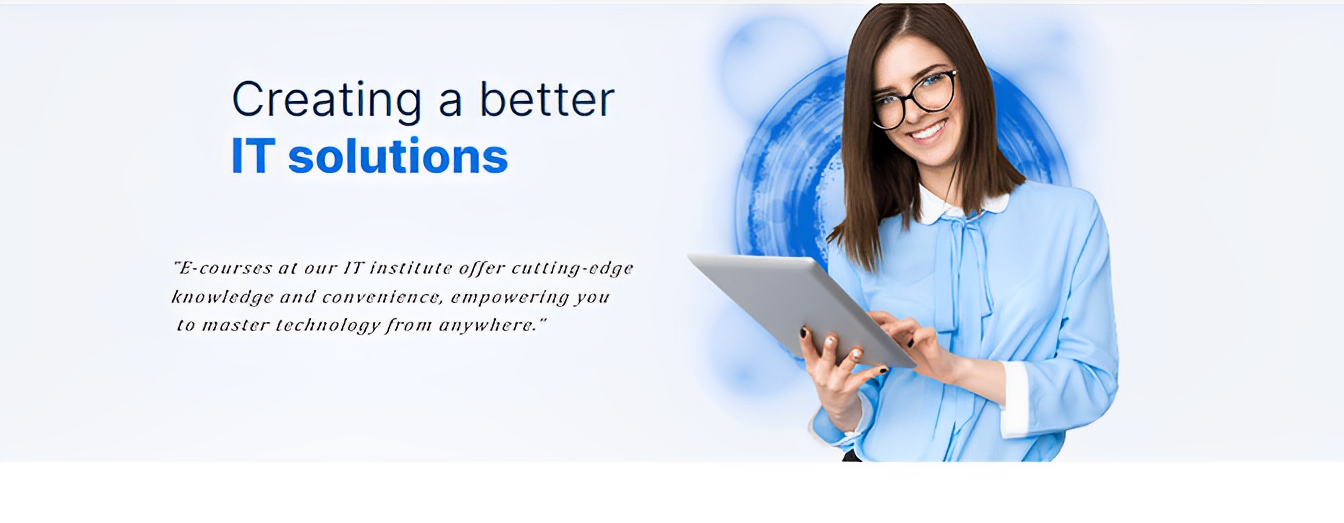 Creating a better
IT solutions
"E-courses at our IT institute offer cutting-edge
knowledge and convenience, empowering you
to master technology from anywhere."